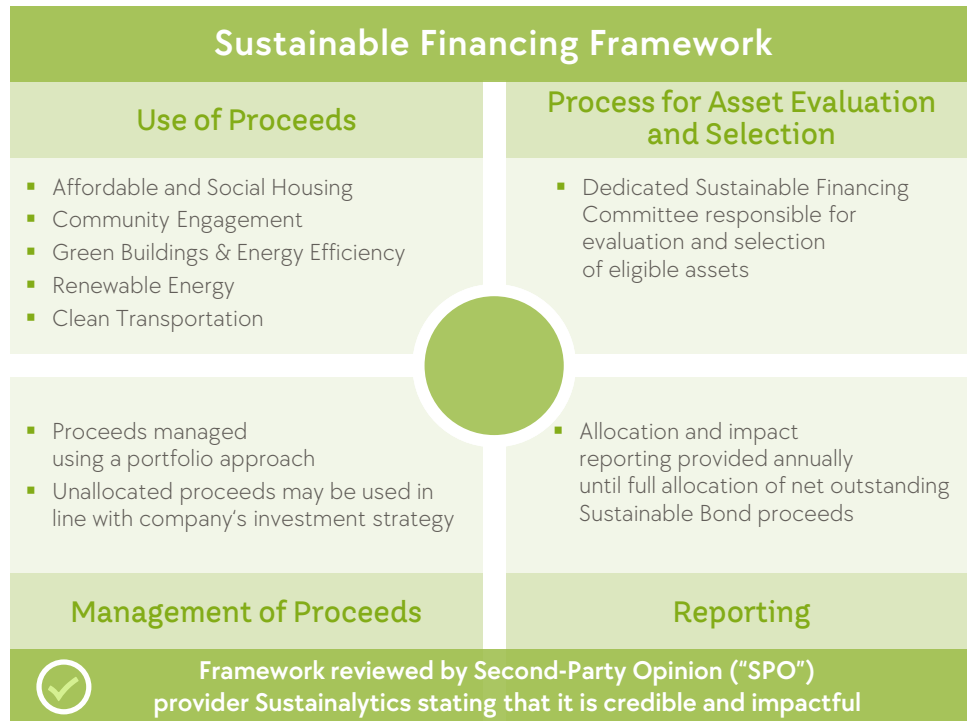 Sustainable Financing Framework
Use of Proceeds
▪ Affordable and Social Housing
▪ Community Engagement
▪ Green Buildings & Energy Efficiency
▪ Renewable Energy
▪ Clean Transportation
Process for Asset Evaluation
and Selection
▪ Dedicated Sustainable Financing
Committee responsible for
evaluation and selection
of eligible assets
▪ Proceeds managed
using a portfolio approach
▪ Unallocated proceeds may be used in
line with company’s investment strategy
Management of Proceeds
▪ Allocation and impact
reporting provided annually
until full allocation of net outstanding
Sustainable Bond proceeds
Reporting
Framework reviewed by Second-Party Opinion (“SPO”)
provider Sustainalytics stating that it is credible and impactful